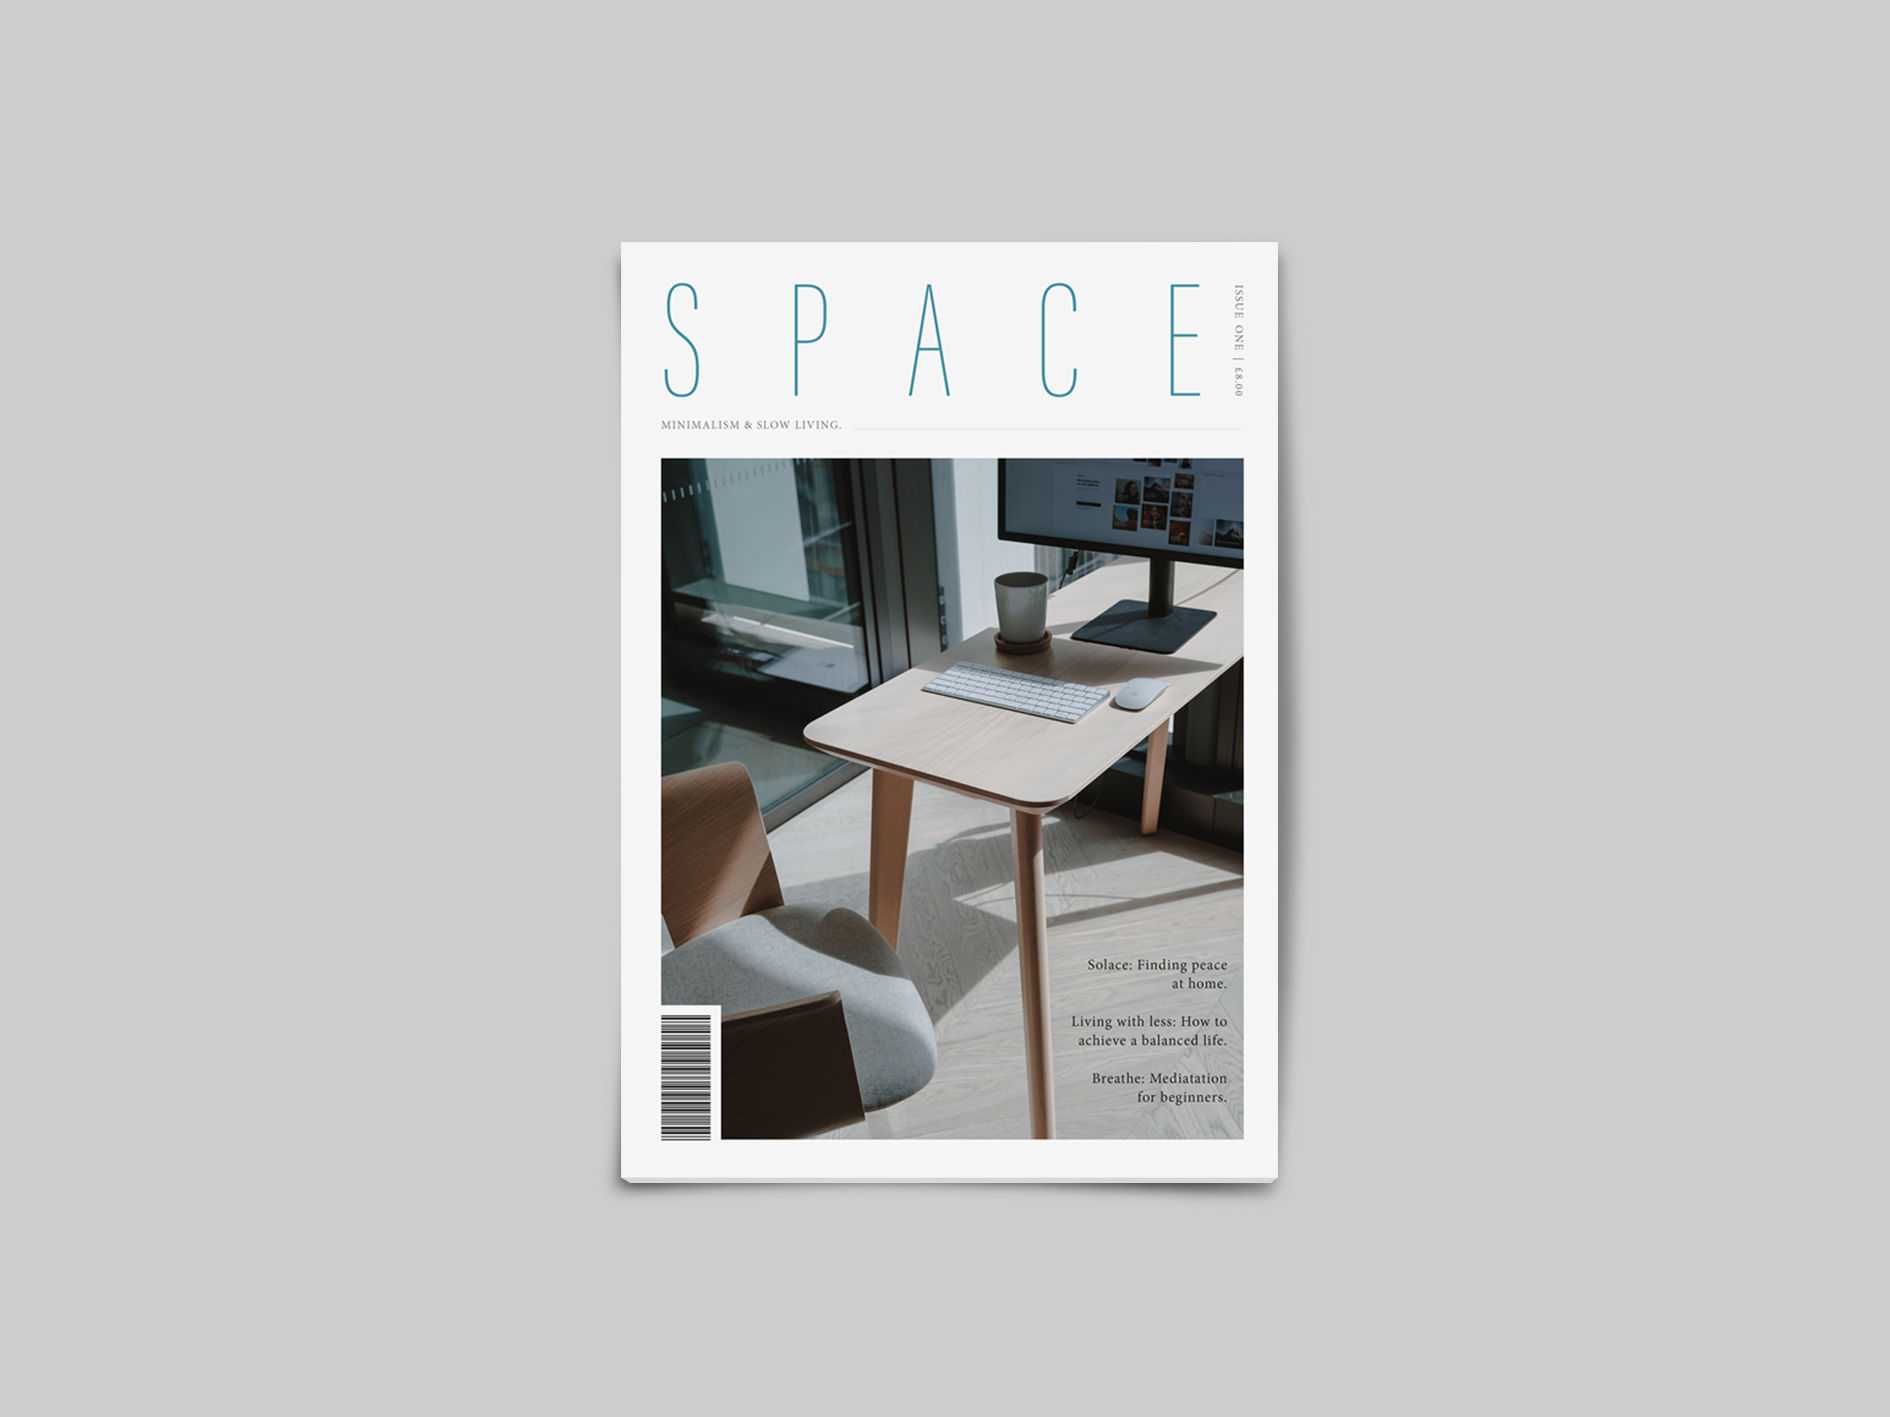 SPACE
ISSUE ONE | £8.00
MINIMALISM & SLOW LIVING.
Solace: Finding peace
at home.
Living with less: How to
achieve a balanced life.
Breathe: Mediatation
for beginners.